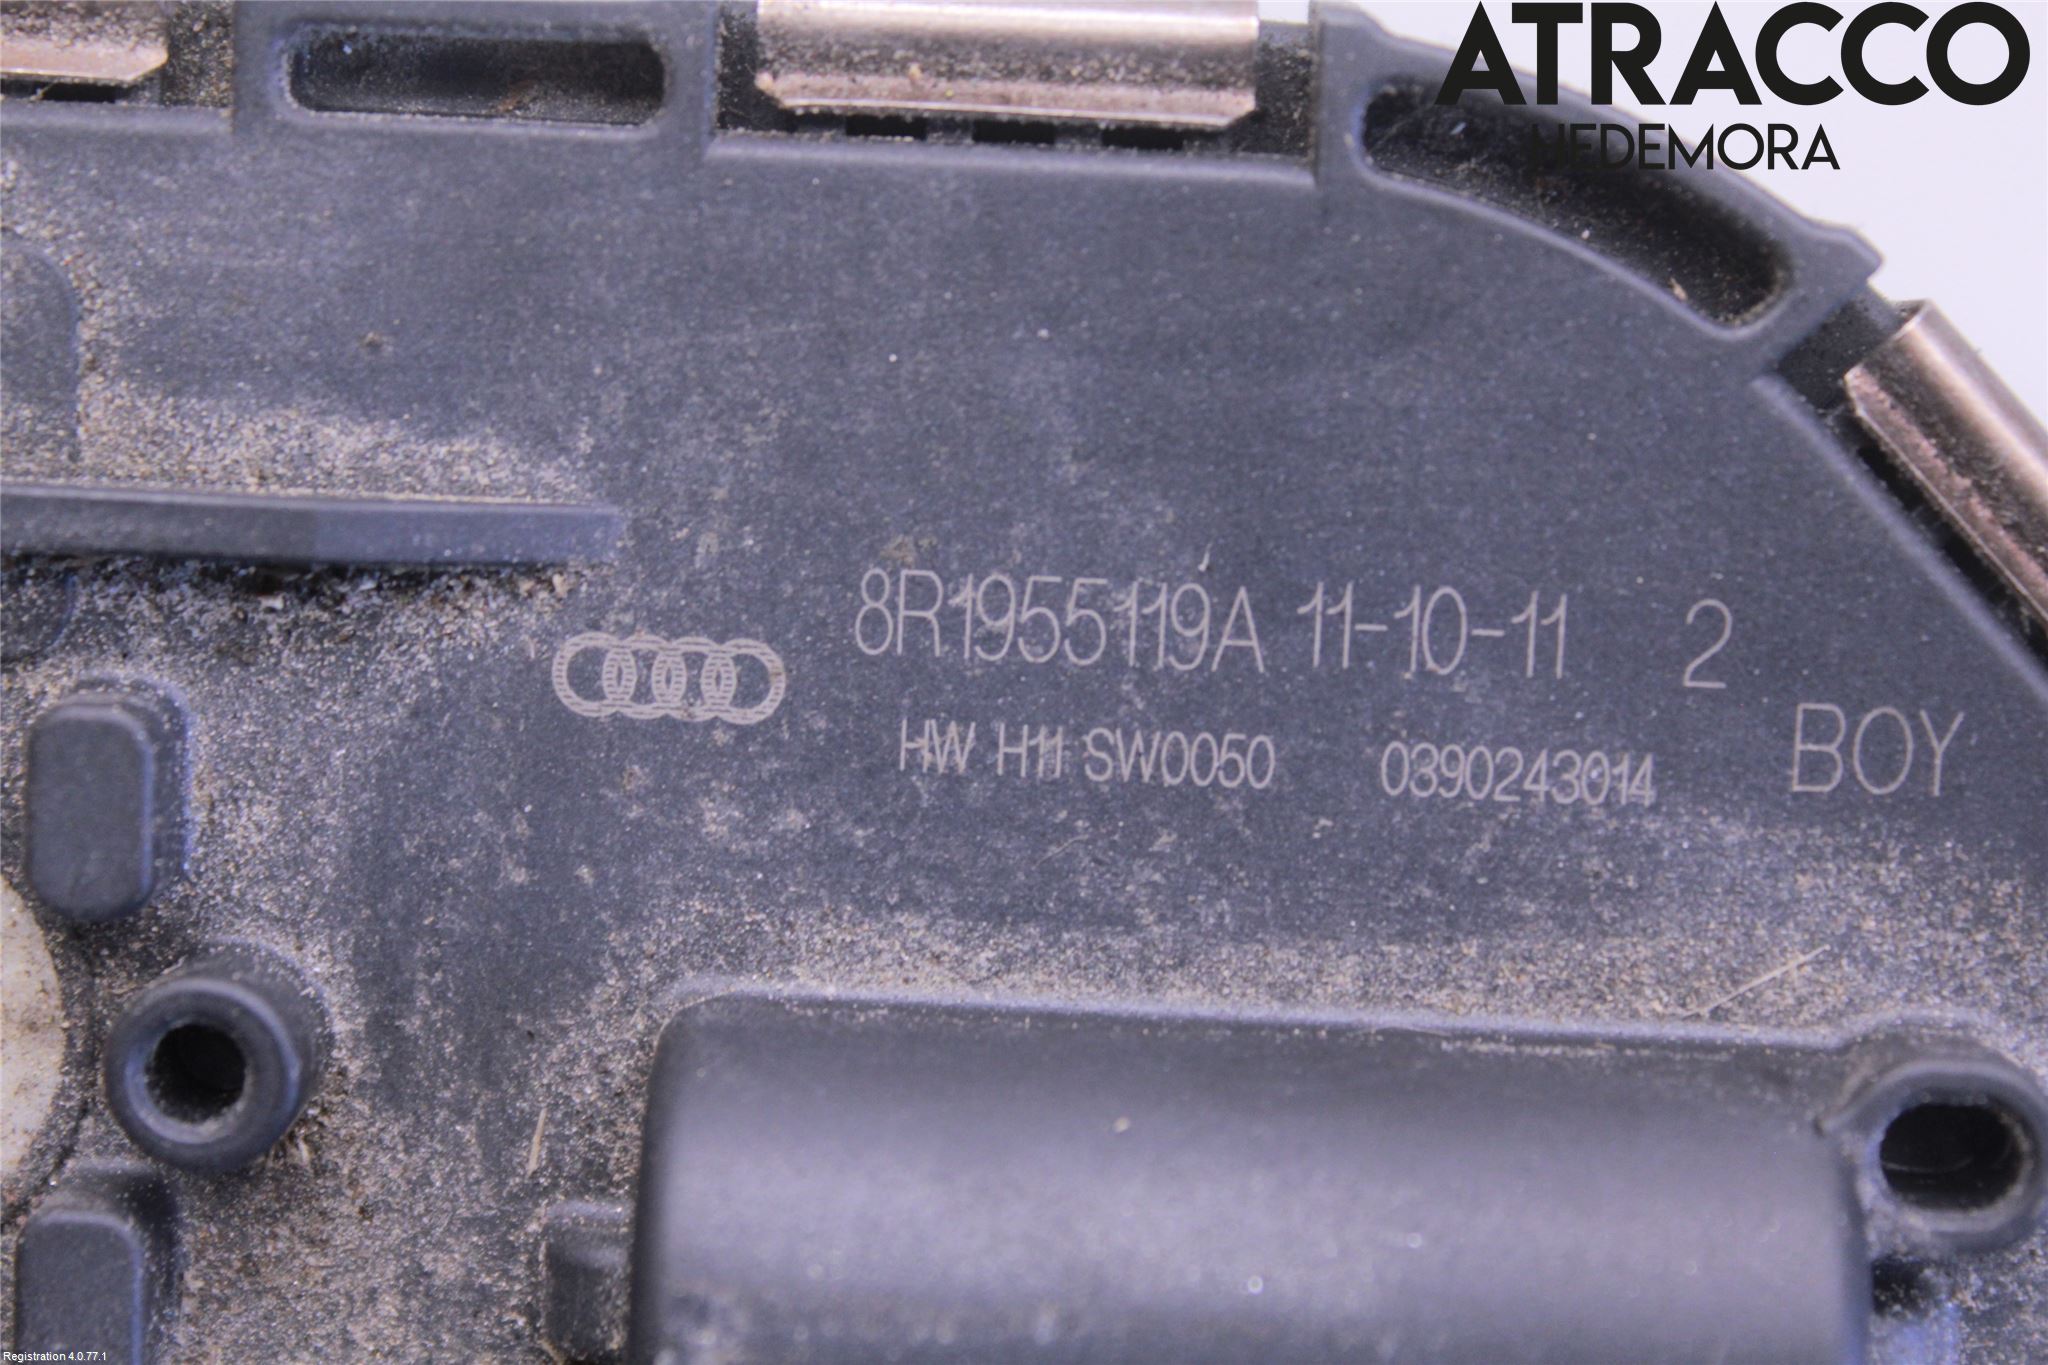 ATRACCO
HEDEMORA
8R1955119A 11-10-11 2
HW H11 SW0050 0390243014 BOY
Registration 4.0.77.1